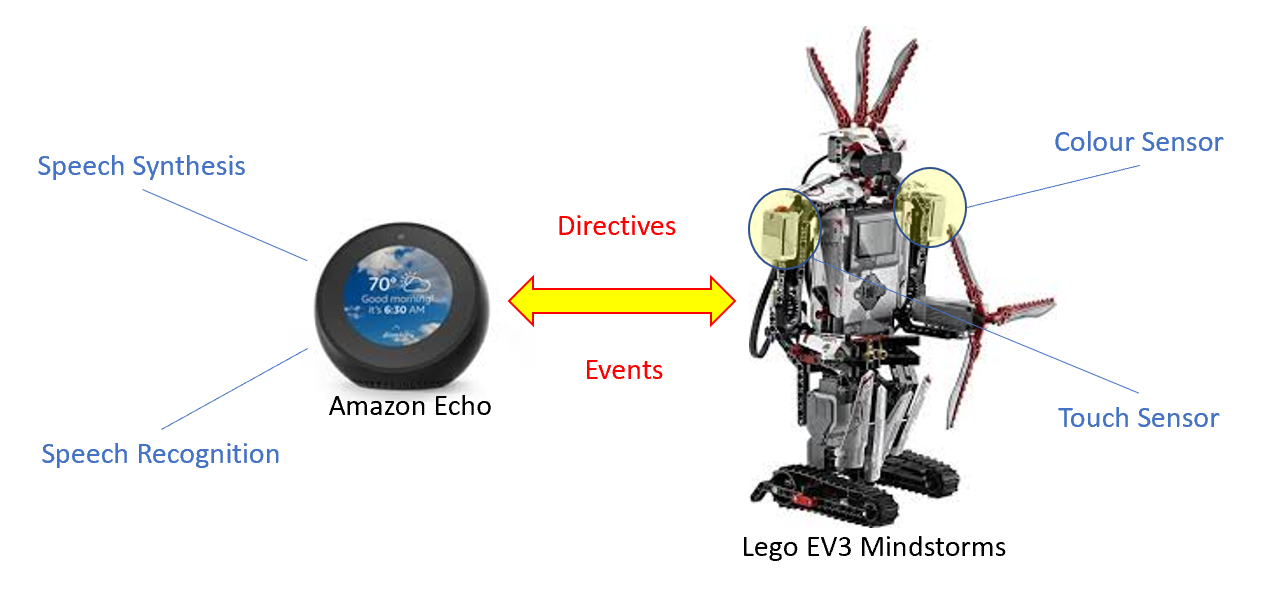 Speech Synthesis
Colour Sensor
Directives
70°
Good morning!
it's 6:30 AM
Events
Amazon Echo
Touch Sensor
Speech Recognition
Lego EV3 Mindstorms